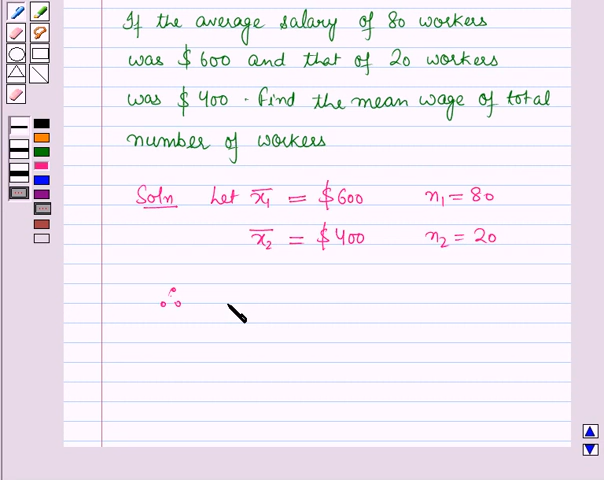 If the average salary of 80 workers
was $600 and that of 20 workers
was $400. Find the mean wage of total
number of workers
Soln Let x̄₁ = $600 n₁ = 80
x̄₂ = $400 n₂ = 20
∴